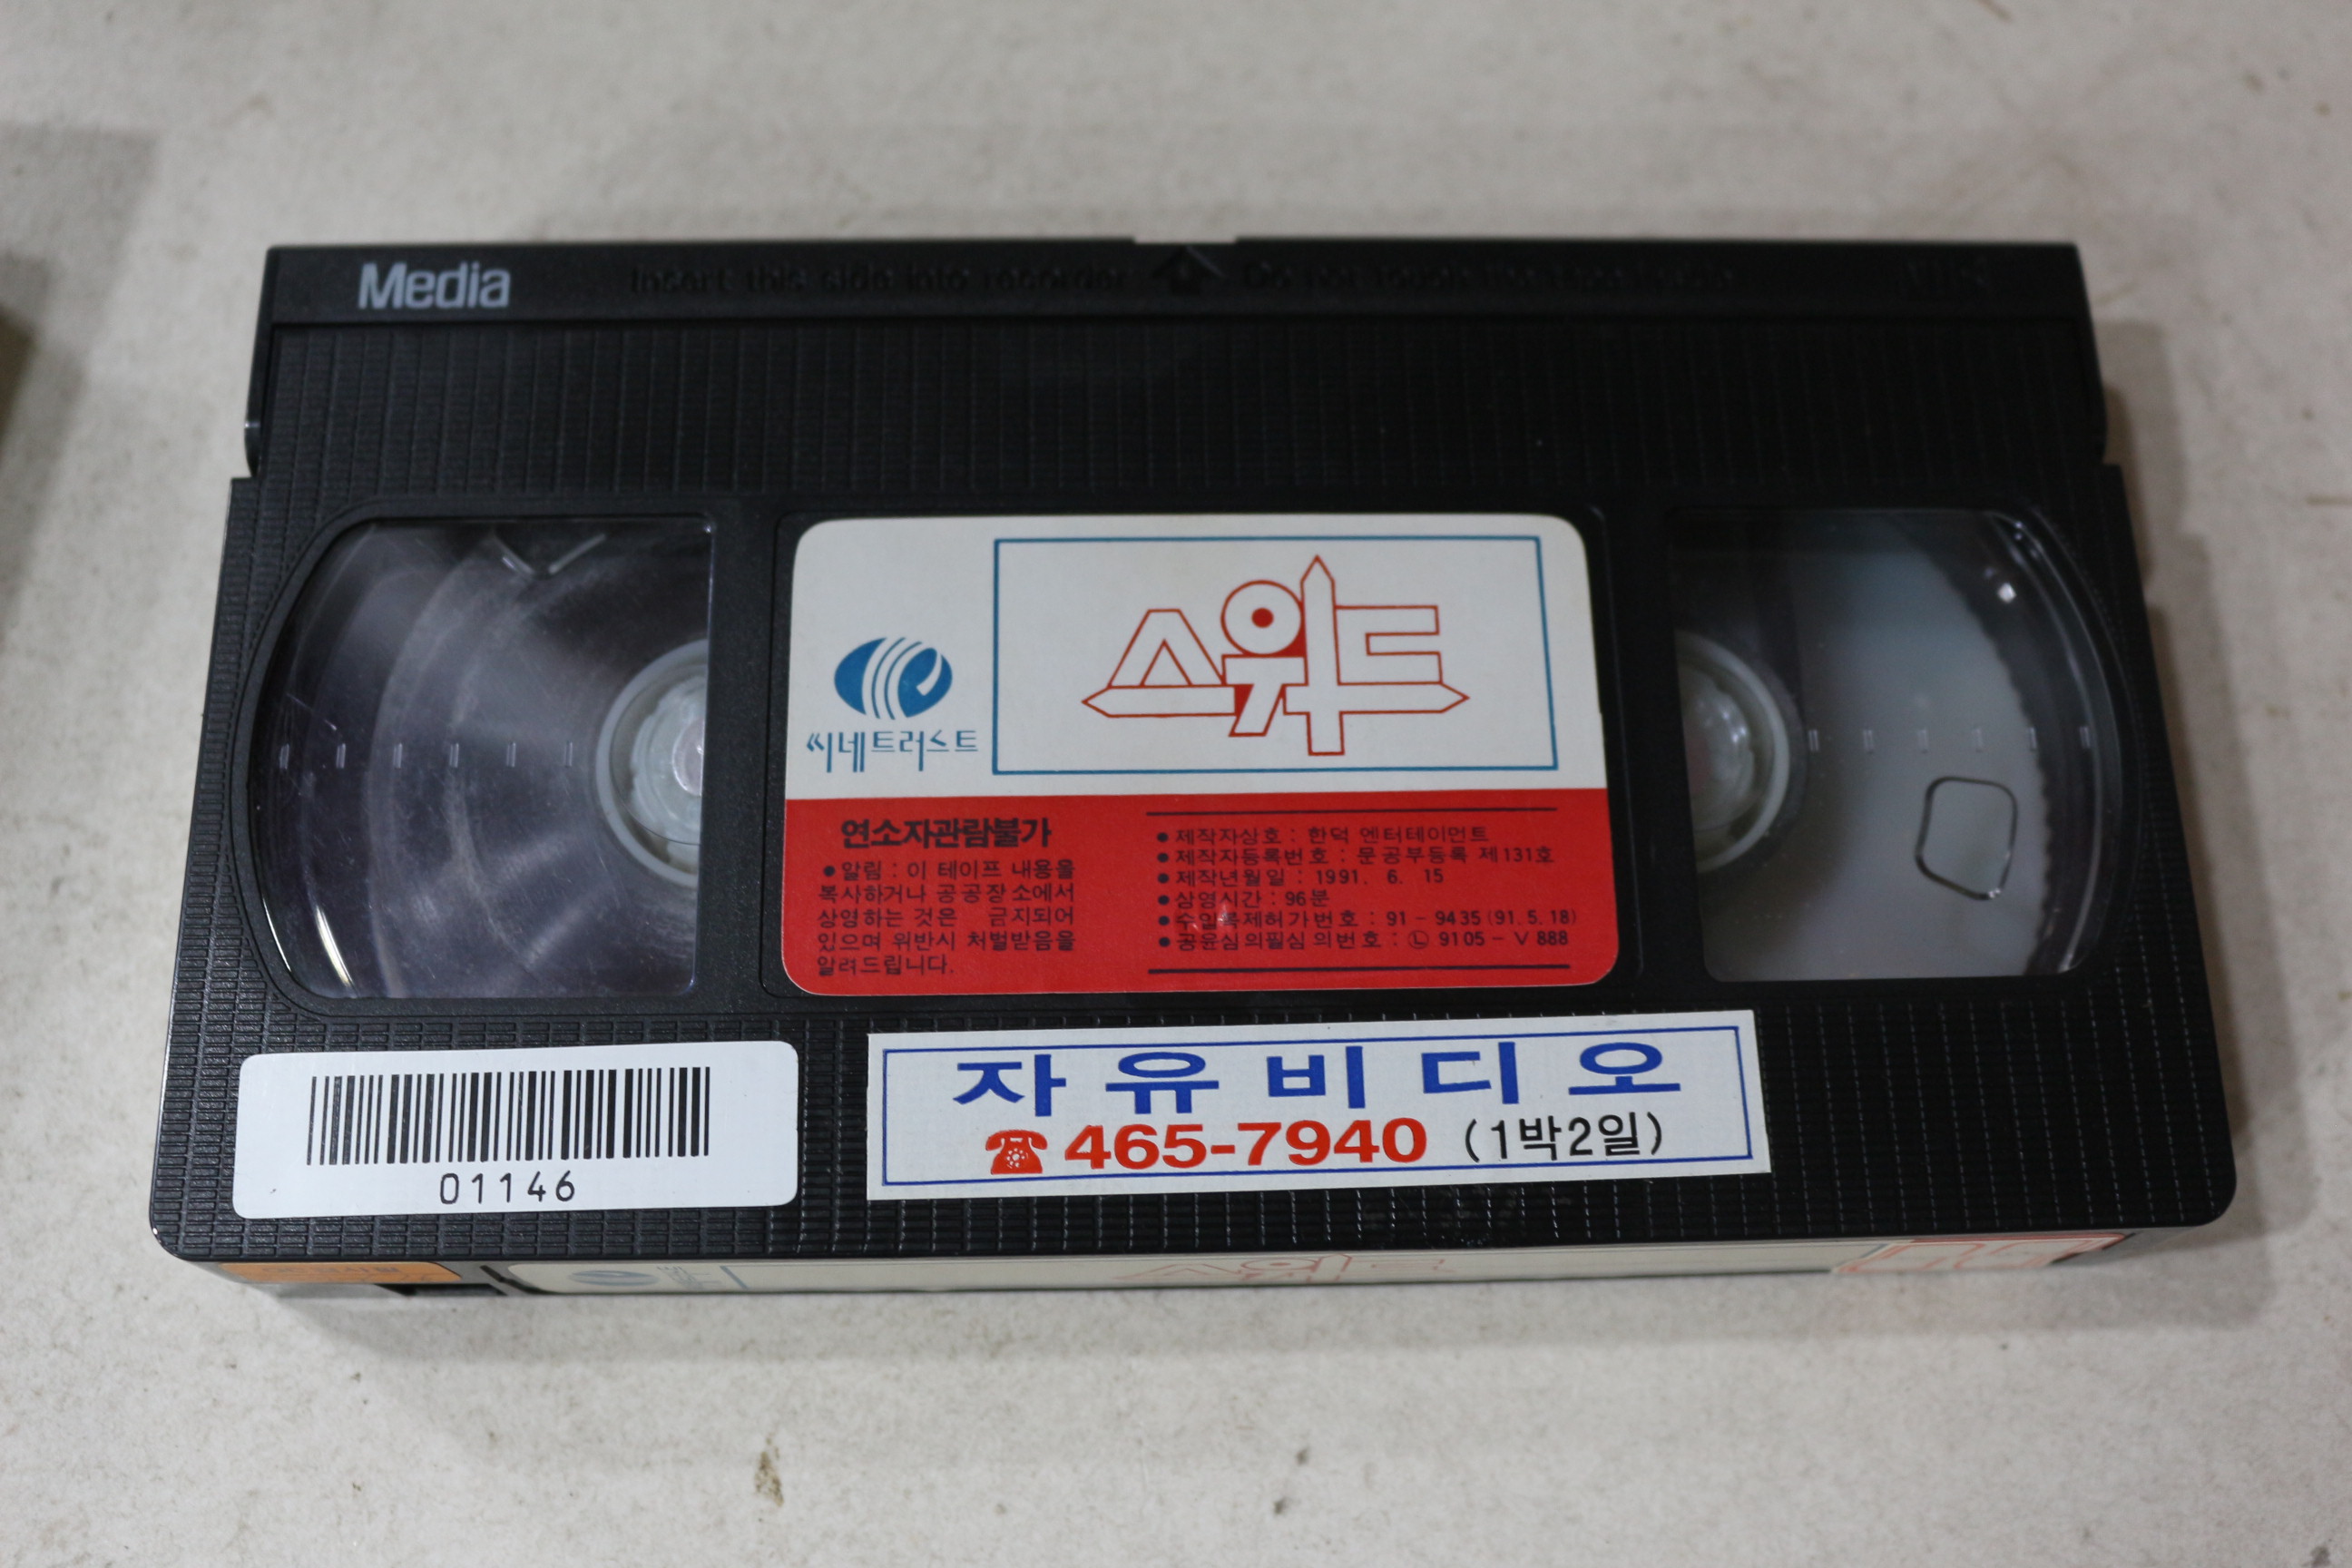 Media
Insert this side into recorder
스워드
씨네트러스트
연소자관람불가
● 알림 : 이 테이프 내용을
복사하거나 공공장소에서
상영하는 것은 금지되어
있으며 위반시 처벌받음을
알려드립니다.
● 제작자상호 : 한덕 엔터테이먼트
● 제작자등록번호 : 문공부등록 제131호
● 제작년월일 : 1991. 6. 15
● 상영시간 : 96분
● 수입복제허가번호 : 91 - 9435 (91. 5. 18)
● 공윤심의필심의번호 : Ⓛ 9105 - V 888
자유비디오
☎ 465-7940 (1박2일)
01146